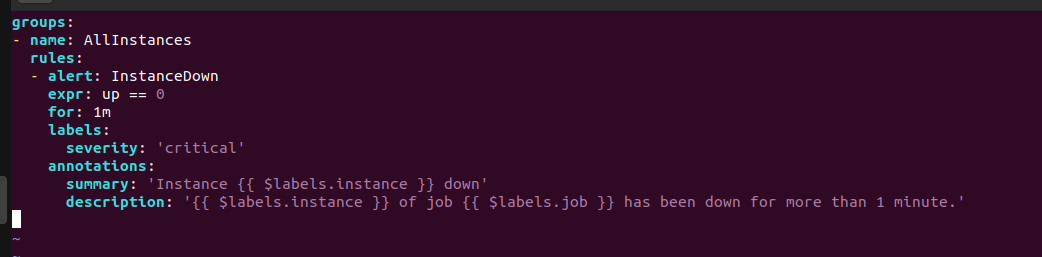 groups:
- name: AllInstances
  rules:
  - alert: InstanceDown
    expr: up == 0
    for: 1m
    labels:
      severity: 'critical'
    annotations:
      summary: 'Instance {{ $labels.instance }} down'
      description: '{{ $labels.instance }} of job {{ $labels.job }} has been down for more than 1 minute.'
~
~